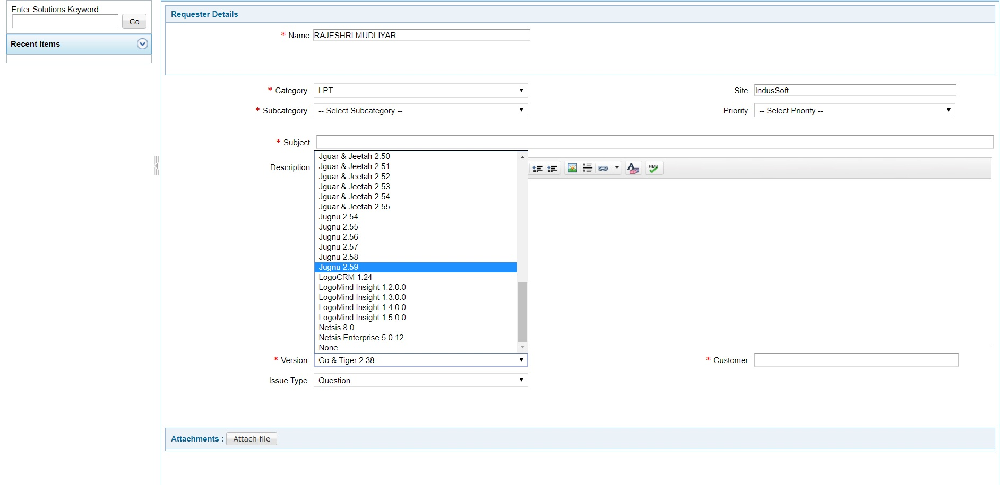 Enter Solutions Keyword
Go
Recent Items
Requester Details
* Name RAJESHRI MUDLIYAR
* Category LPT
Site IndusSoft
* Subcategory -- Select Subcategory --
Priority -- Select Priority --
* Subject
Description
ABC
Jguar & Jeetah 2.50
Jguar & Jeetah 2.51
Jguar & Jeetah 2.52
Jguar & Jeetah 2.53
Jguar & Jeetah 2.54
Jguar & Jeetah 2.55
Jugnu 2.54
Jugnu 2.55
Jugnu 2.56
Jugnu 2.57
Jugnu 2.58
Jugnu 2.59
LogoCRM 1.24
LogoMind Insight 1.2.0.0
LogoMind Insight 1.3.0.0
LogoMind Insight 1.4.0.0
LogoMind Insight 1.5.0.0
Netsis 8.0
Netsis Enterprise 5.0.12
None
* Version Go & Tiger 2.38
* Customer
Issue Type Question
Attachments : Attach file